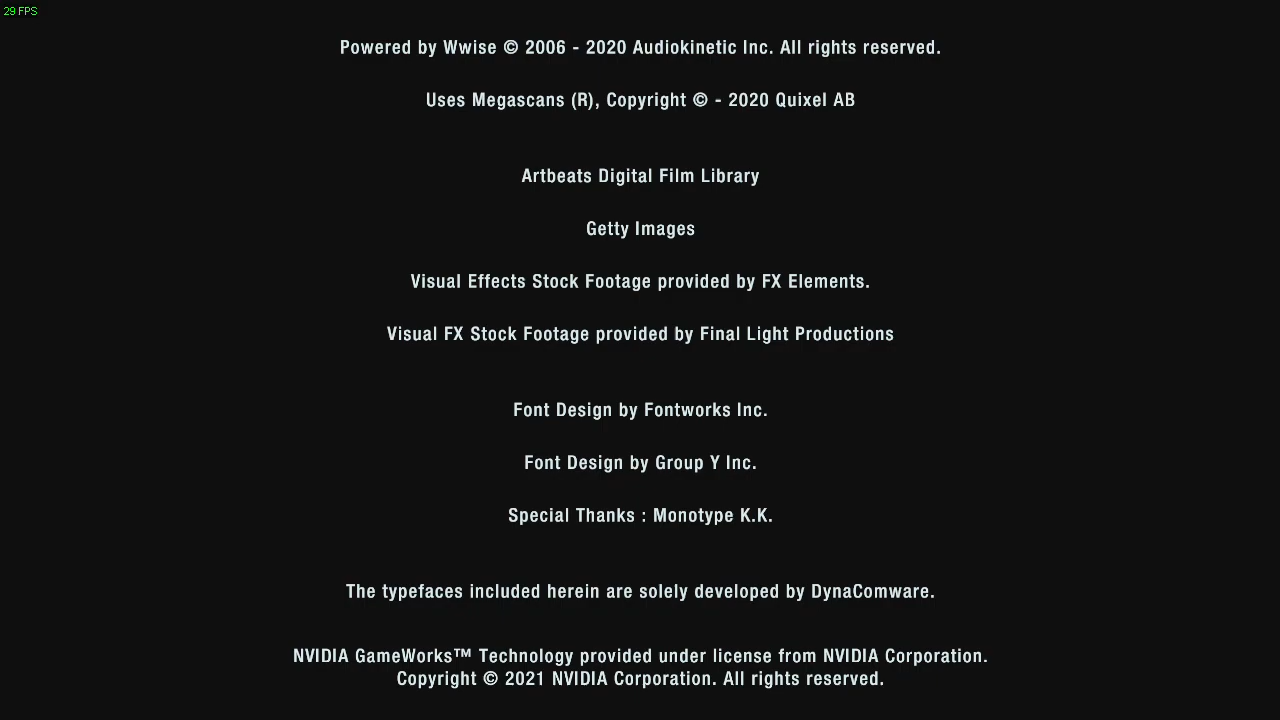 29 FPS
Powered by Wwise © 2006 - 2020 Audiokinetic Inc. All rights reserved.
Uses Megascans (R), Copyright © - 2020 Quixel AB
Artbeats Digital Film Library
Getty Images
Visual Effects Stock Footage provided by FX Elements.
Visual FX Stock Footage provided by Final Light Productions
Font Design by Fontworks Inc.
Font Design by Group Y Inc.
Special Thanks : Monotype K.K.
The typefaces included herein are solely developed by DynaComware.
NVIDIA GameWorks™ Technology provided under license from NVIDIA Corporation.
Copyright © 2021 NVIDIA Corporation. All rights reserved.